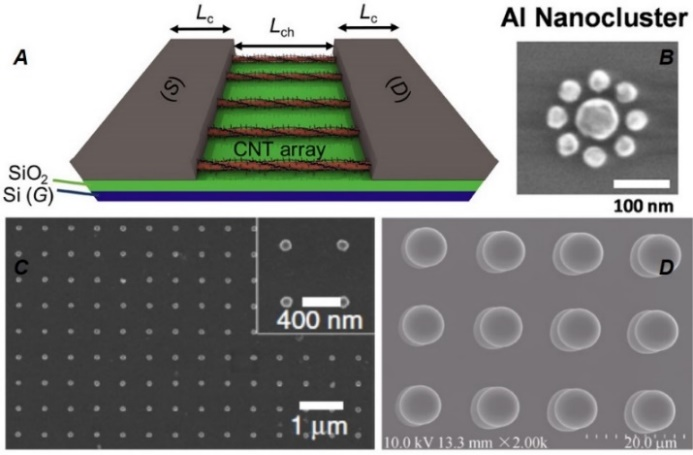 A
Lc
Lch
Lc
(S)
(D)
CNT array
SiO2
Si (G)
Al Nanocluster
B
100 nm
C
400 nm
1 µm
D
10.0 kV 13.3 mm ×2.00k
20.0 µm